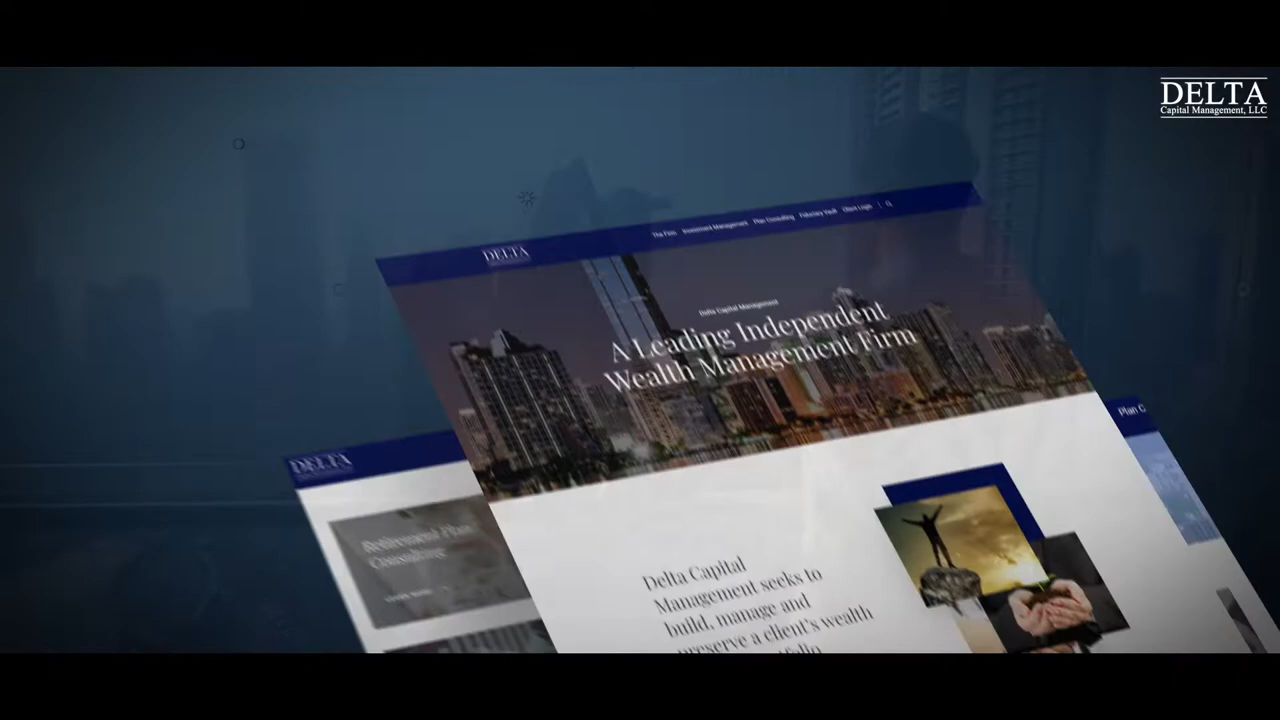 DELTA
Capital Management, LLC
DELTA
The Firm Investment Management Plan Consulting Fiduciary Vault Client Login
Delta Capital Management
A Leading Independent
Wealth Management Firm
DELTA
Plan C
Retirement Plan
Consulting
Delta Capital
Management seeks to
build, manage and
preserve a client's wealth